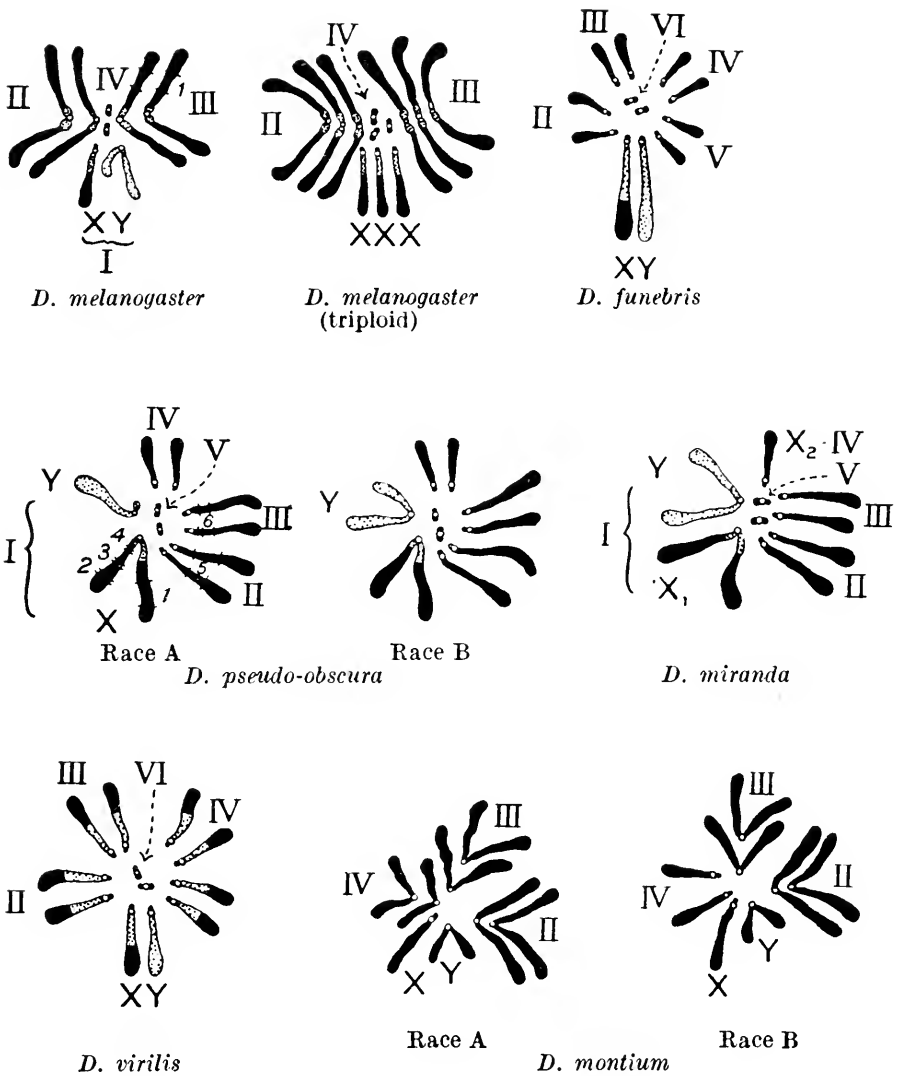 II IV 1 III
X Y
I
D. melanogaster
IV
II III
XXX
D. melanogaster
(triploid)
III VI
IV
II
V
XY
D. funebris
IV
V
Y
I
III
6
4
3
2
5
1
II
X
Race A
Y
Race B
D. pseudo-obscura
X₂ IV
V
Y
III
I
II
X₁
D. miranda
III VI
IV
II
XY
D. virilis
III
IV
II
X Y
Race A
III
II
IV
Y
X
Race B
D. montium